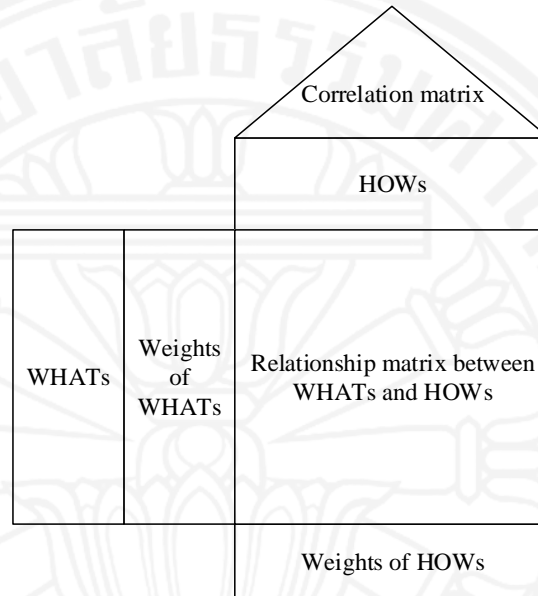 Correlation matrix
HOWs
WHATs
Weights
of
WHATs
Relationship matrix between
WHATs and HOWs
Weights of HOWs